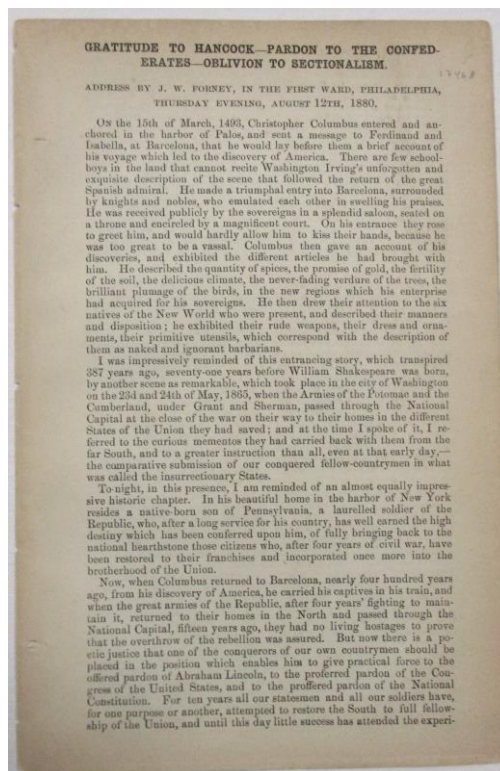 GRATITUDE TO HANCOCK—PARDON TO THE CONFED-
ERATES—OBLIVION TO SECTIONALISM.
ADDRESS BY J. W. FORNEY, IN THE FIRST WARD, PHILADELPHIA,
THURSDAY EVENING, AUGUST 12TH, 1880.
ON the 15th of March, 1493, Christopher Columbus entered and an-
chored in the harbor of Palos, and sent a message to Ferdinand and
Isabella, at Barcelona, that he would lay before them a brief account of
his voyage which led to the discovery of America. There are few school-
boys in the land that cannot recite Washington Irving's unforgotten and
exquisite description of the scene that followed the return of the great
Spanish admiral. He made a triumphal entry into Barcelona, surrounded
by knights and nobles, who emulated each other in swelling his praises.
He was received publicly by the sovereigns in a splendid saloon, seated on
a throne and encircled by a magnificent court. On his entrance they rose
to greet him, and would hardly allow him to kiss their hands, because he
was too great to be a vassal. Columbus then gave an account of his
discoveries, and exhibited the different articles he had brought with
him. He described the quantity of spices, the promise of gold, the fertility
of the soil, the delicious climate, the never-fading verdure of the trees, the
brilliant plumage of the birds, in the new regions which his enterprise
had acquired for his sovereigns. He then drew their attention to the six
natives of the New World who were present, and described their manners
and disposition; he exhibited their rude weapons, their dress and orna-
ments, their primitive utensils, which correspond with the description of
them as naked and ignorant barbarians.
I was impressively reminded of this entrancing story, which transpired
387 years ago, seventy-one years before William Shakespeare was born,
by another scene as remarkable, which took place in the city of Washington
on the 23d and 24th of May, 1865, when the Armies of the Potomac and the
Cumberland, under Grant and Sherman, passed through the National
Capital at the close of the war on their way to their homes in the different
States of the Union they had saved; and at the time I spoke of it, I re-
ferred to the curious mementos they had carried back with them from the
far South, and to a greater instruction than all, even at that early day,—
the comparative submission of our conquered fellow-countrymen in what
was called the insurrectionary States.
To-night, in this presence, I am reminded of an almost equally impres-
sive historic chapter. In his beautiful home in the harbor of New York
resides a native-born son of Pennsylvania, a laurelled soldier of the
Republic, who, after a long service for his country, has well earned the high
destiny which has been conferred upon him, of fully bringing back to the
national hearthstone those citizens who, after four years of civil war, have
been restored to their franchises and incorporated once more into the
brotherhood of the Union.
Now, when Columbus returned to Barcelona, nearly four hundred years
ago, from his discovery of America, he carried his captives in his train, and
when the great armies of the Republic, after four years' fighting to main-
tain it, returned to their homes in the North and passed through the
National Capital, fifteen years ago, they had no living hostages to prove
that the overthrow of the rebellion was assured. But now there is a po-
etic justice that one of the conquerors of our own countrymen should be
placed in the position which enables him to give practical force to the
offered pardon of Abraham Lincoln, to the proferred pardon of the Con-
gress of the United States, and to the proffered pardon of the National
Constitution. For ten years all our statesmen and all our soldiers have,
for one purpose or another, attempted to restore the South to full fellow-
ship of the Union, and until this day little success has attended the experi-